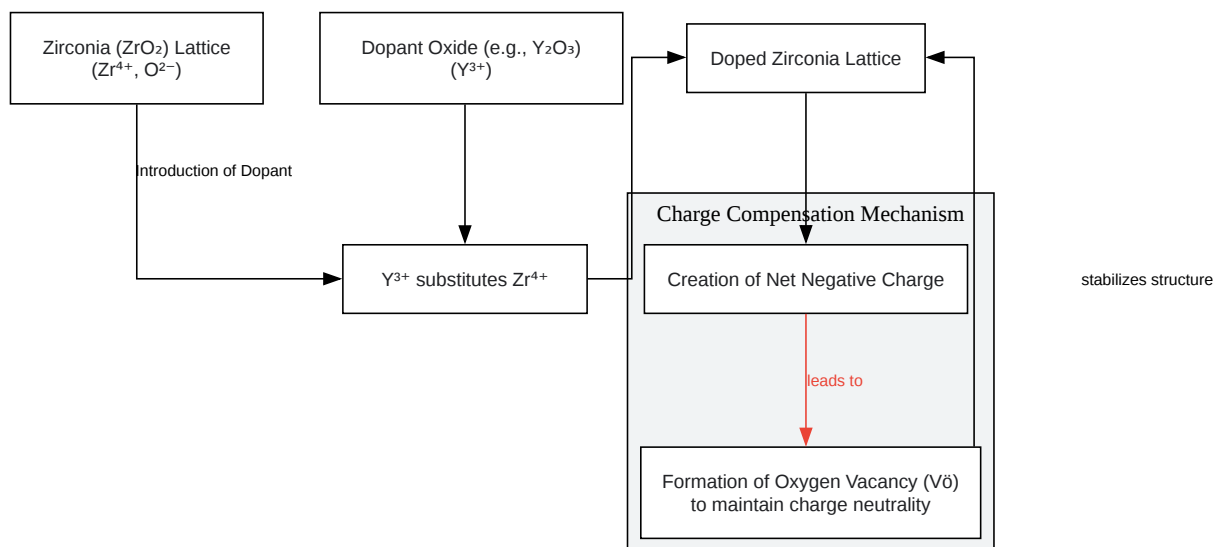 Zirconia (ZrO₂) Lattice
(Zr⁴⁺, O²⁻)
Dopant Oxide (e.g., Y₂O₃)
(Y³⁺)
Doped Zirconia Lattice
Introduction of Dopant
Charge Compensation Mechanism
Y³⁺ substitutes Zr⁴⁺
Creation of Net Negative Charge
stabilizes structure
leads to
Formation of Oxygen Vacancy (Vö)
to maintain charge neutrality